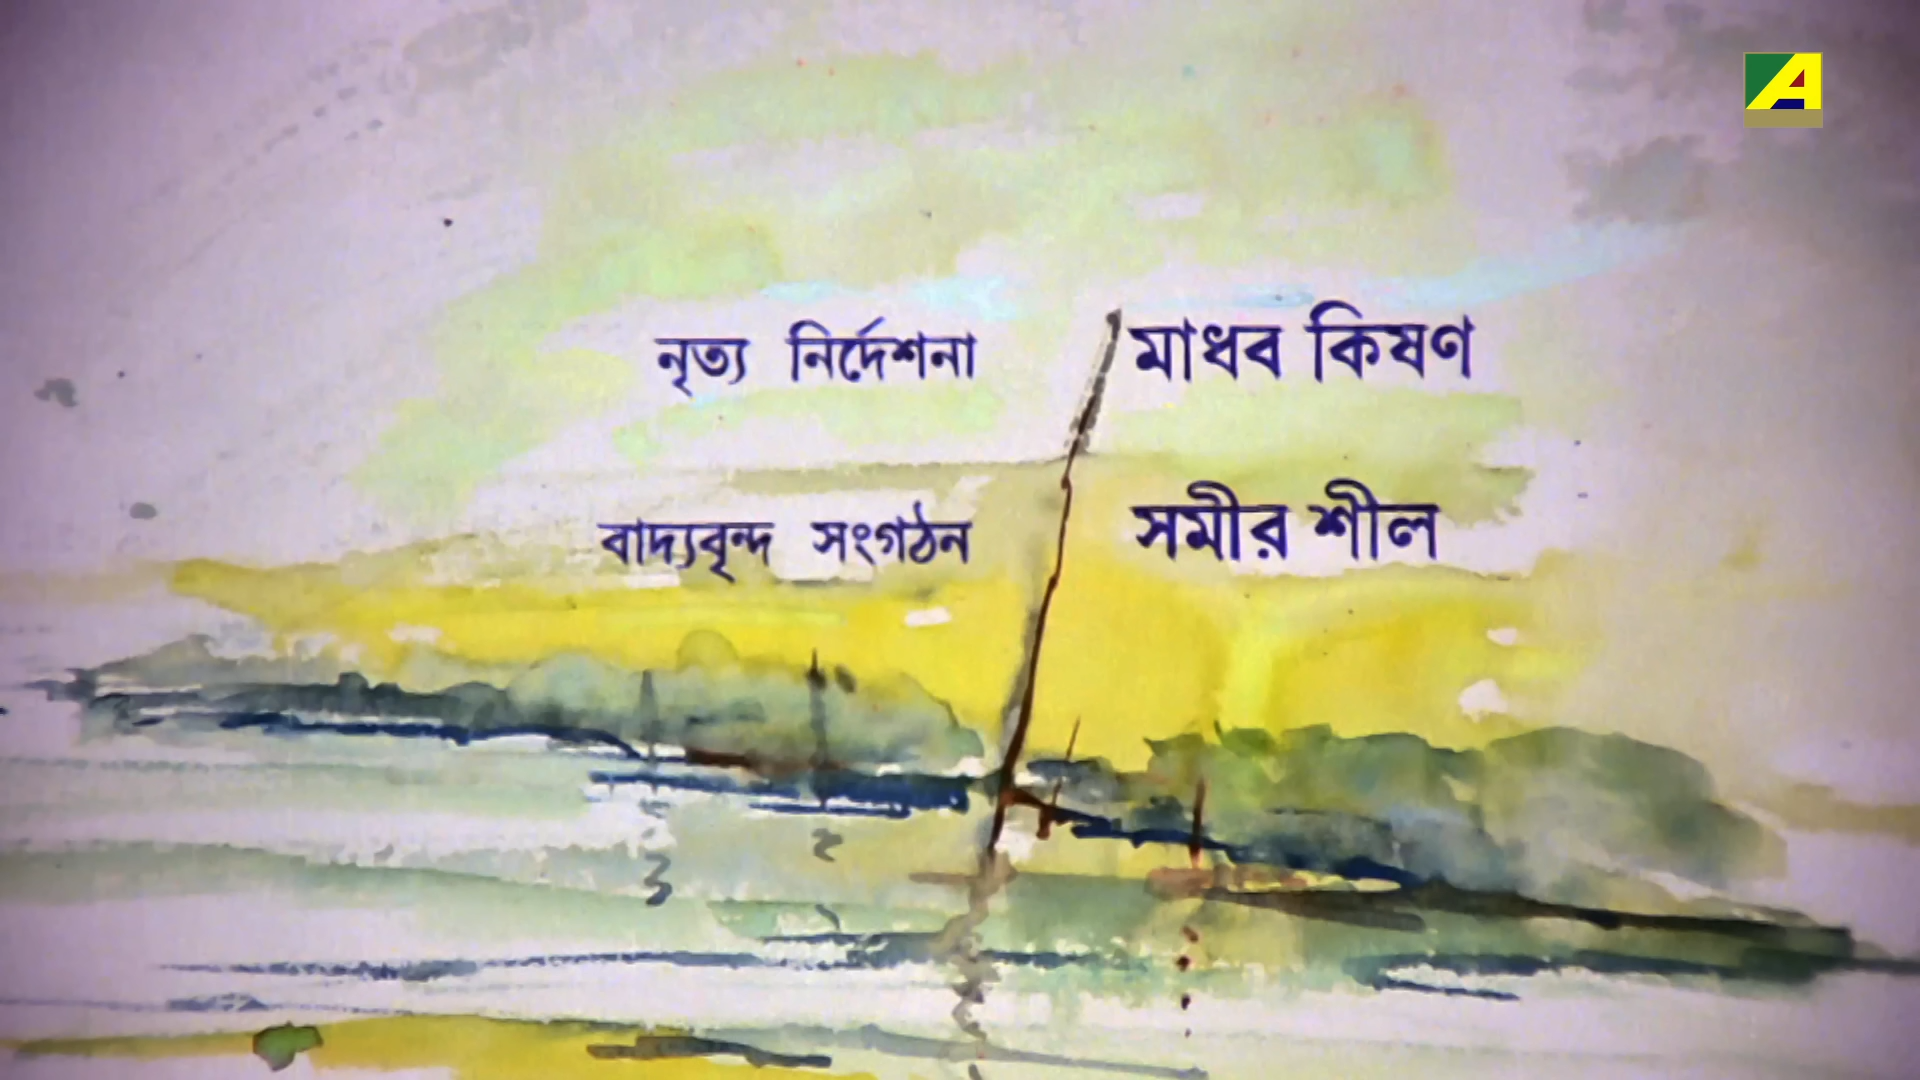 নৃত্য নির্দেশনা মাধব কিষণ
বাদ্যবৃন্দ সংগঠন সমীর শীল